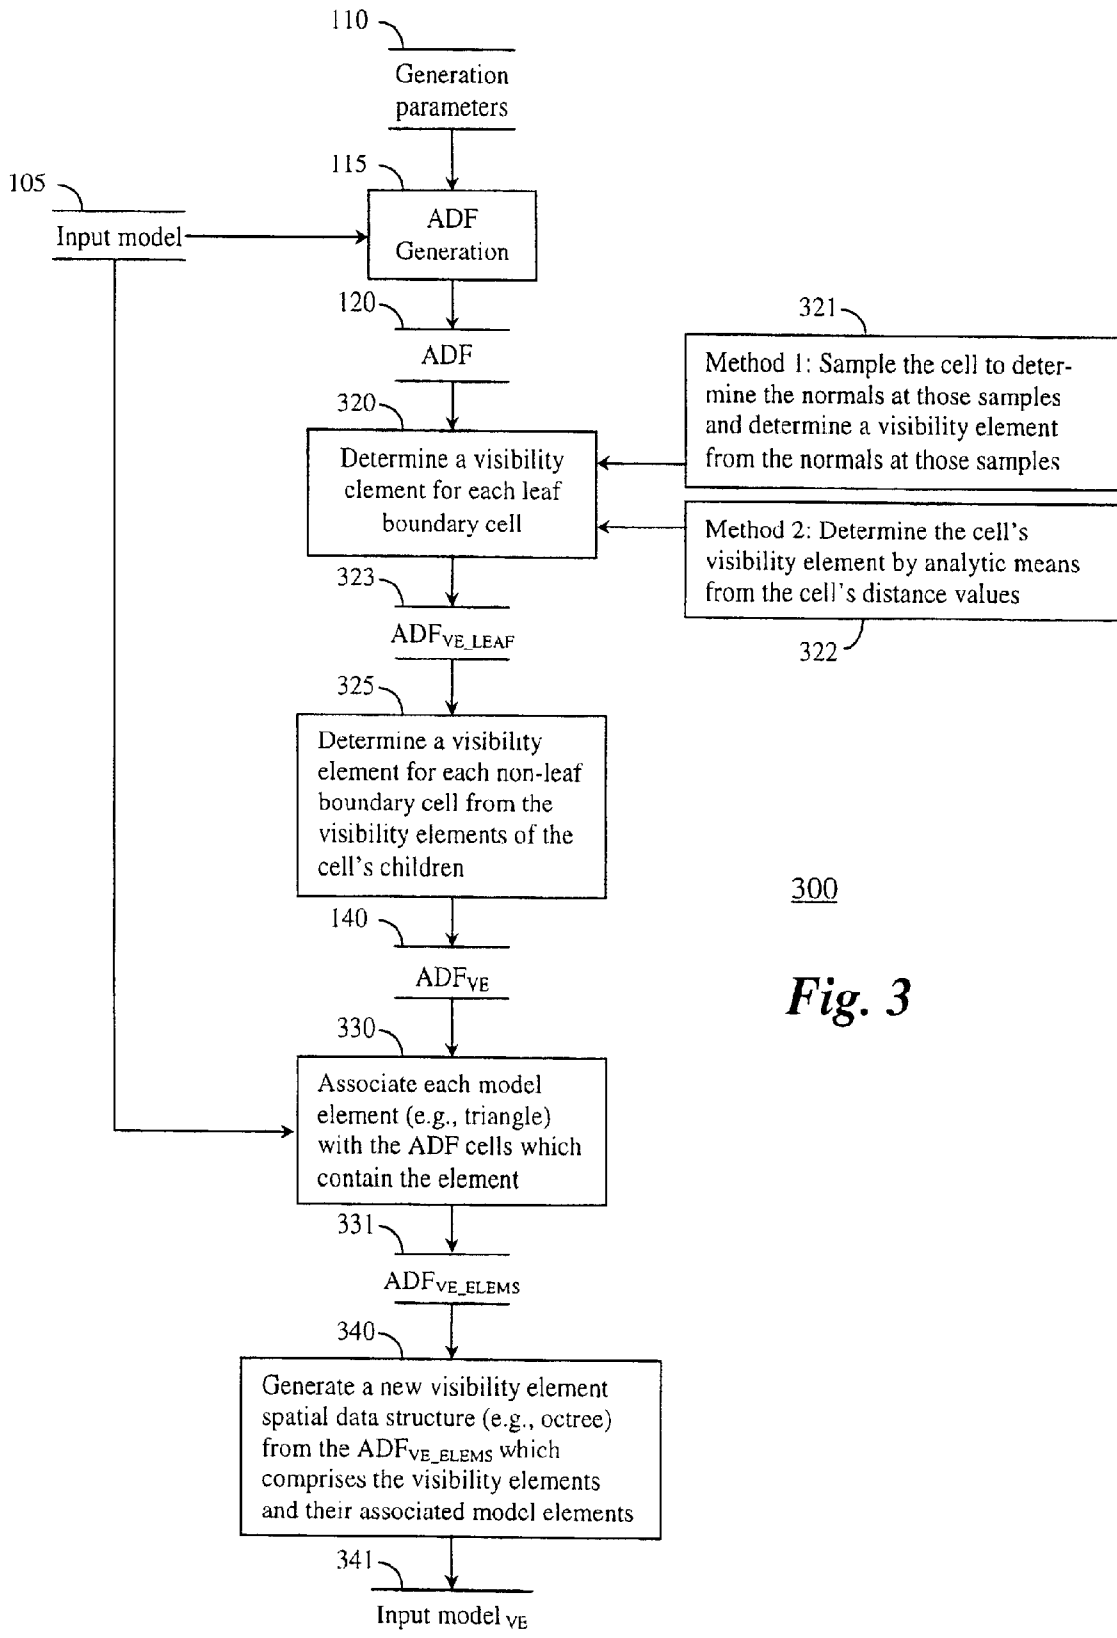 110
Generation
parameters
115
105
ADF
Generation
Input model
120
ADF
321
Method 1: Sample the cell to deter-
mine the normals at those samples
and determine a visibility element
from the normals at those samples
320
Determine a visibility
element for each leaf
boundary cell
Method 2: Determine the cell's
visibility element by analytic means
from the cell's distance values
322
323
ADFVE_LEAF
325
Determine a visibility
element for each non-leaf
boundary cell from the
visibility elements of the
cell's children
300
140
ADFVE
Fig. 3
330
Associate each model
element (e.g., triangle)
with the ADF cells which
contain the element
331
ADFVE_ELEMS
340
Generate a new visibility element
spatial data structure (e.g., octree)
from the ADFVE_ELEMS which
comprises the visibility elements
and their associated model elements
341
Input model VE